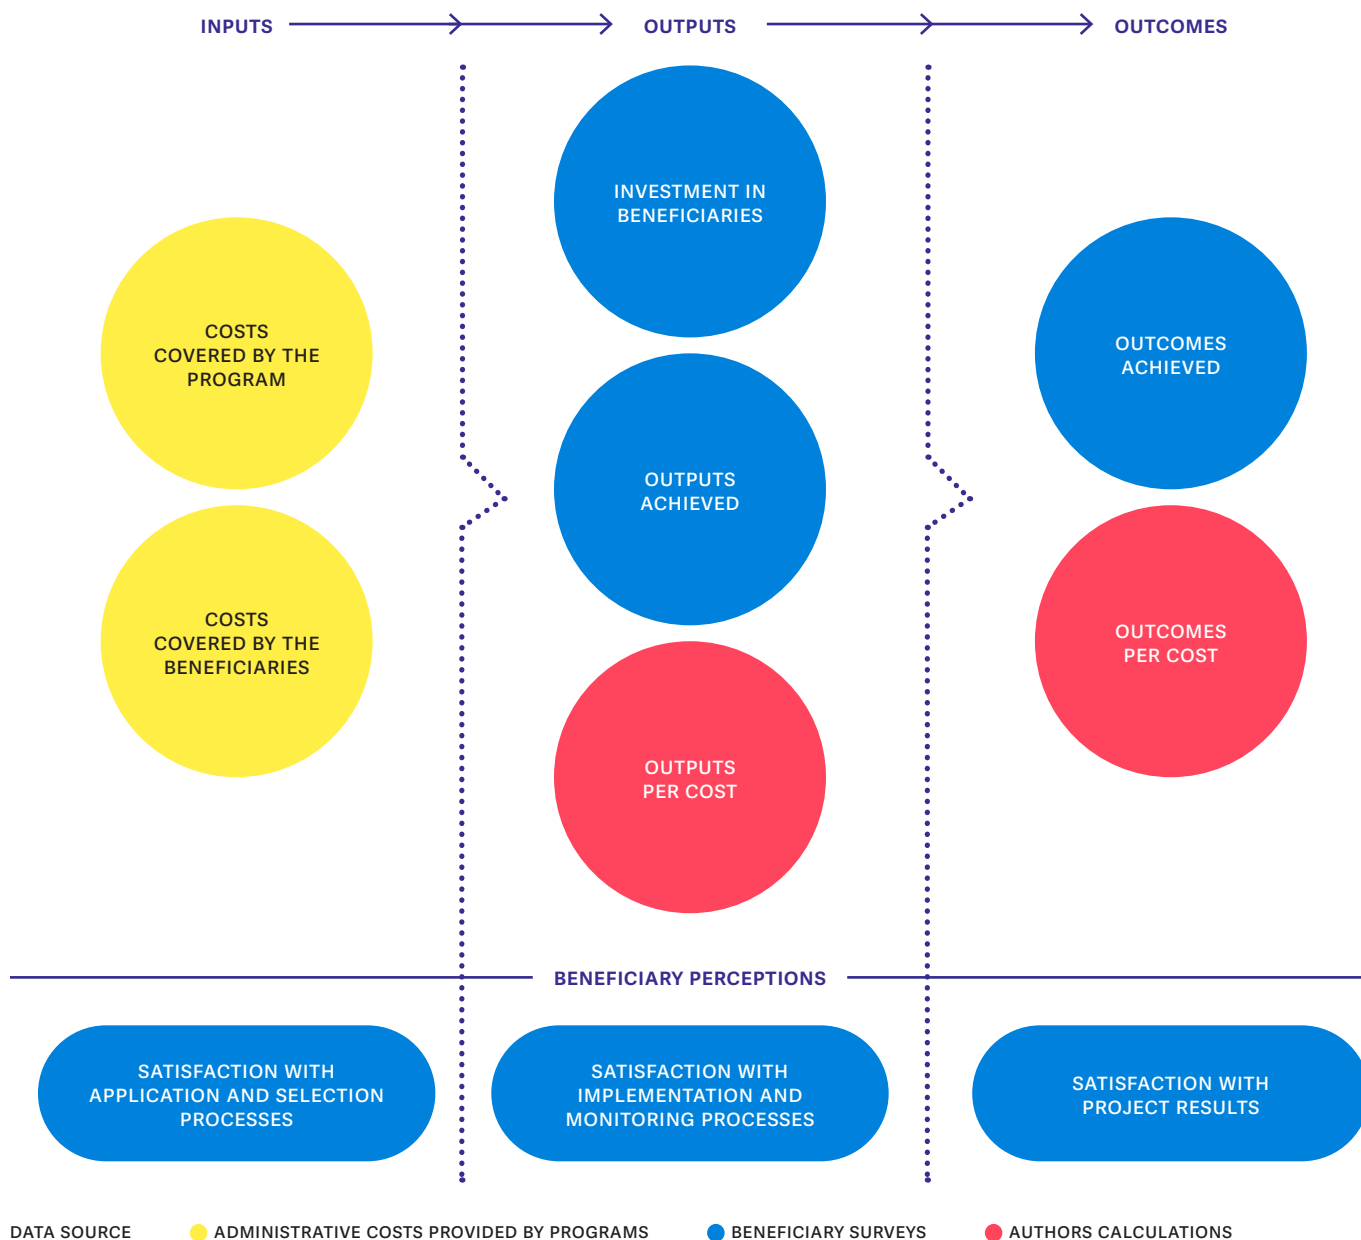 INPUTS
OUTPUTS
OUTCOMES
COSTS
COVERED BY THE
PROGRAM
COSTS
COVERED BY THE
BENEFICIARIES
INVESTMENT IN
BENEFICIARIES
OUTPUTS
ACHIEVED
OUTPUTS
PER COST
OUTCOMES
ACHIEVED
OUTCOMES
PER COST
BENEFICIARY PERCEPTIONS
SATISFACTION WITH
APPLICATION AND SELECTION
PROCESSES
SATISFACTION WITH
IMPLEMENTATION AND
MONITORING PROCESSES
SATISFACTION WITH
PROJECT RESULTS
DATA SOURCE
ADMINISTRATIVE COSTS PROVIDED BY PROGRAMS
BENEFICIARY SURVEYS
AUTHORS CALCULATIONS